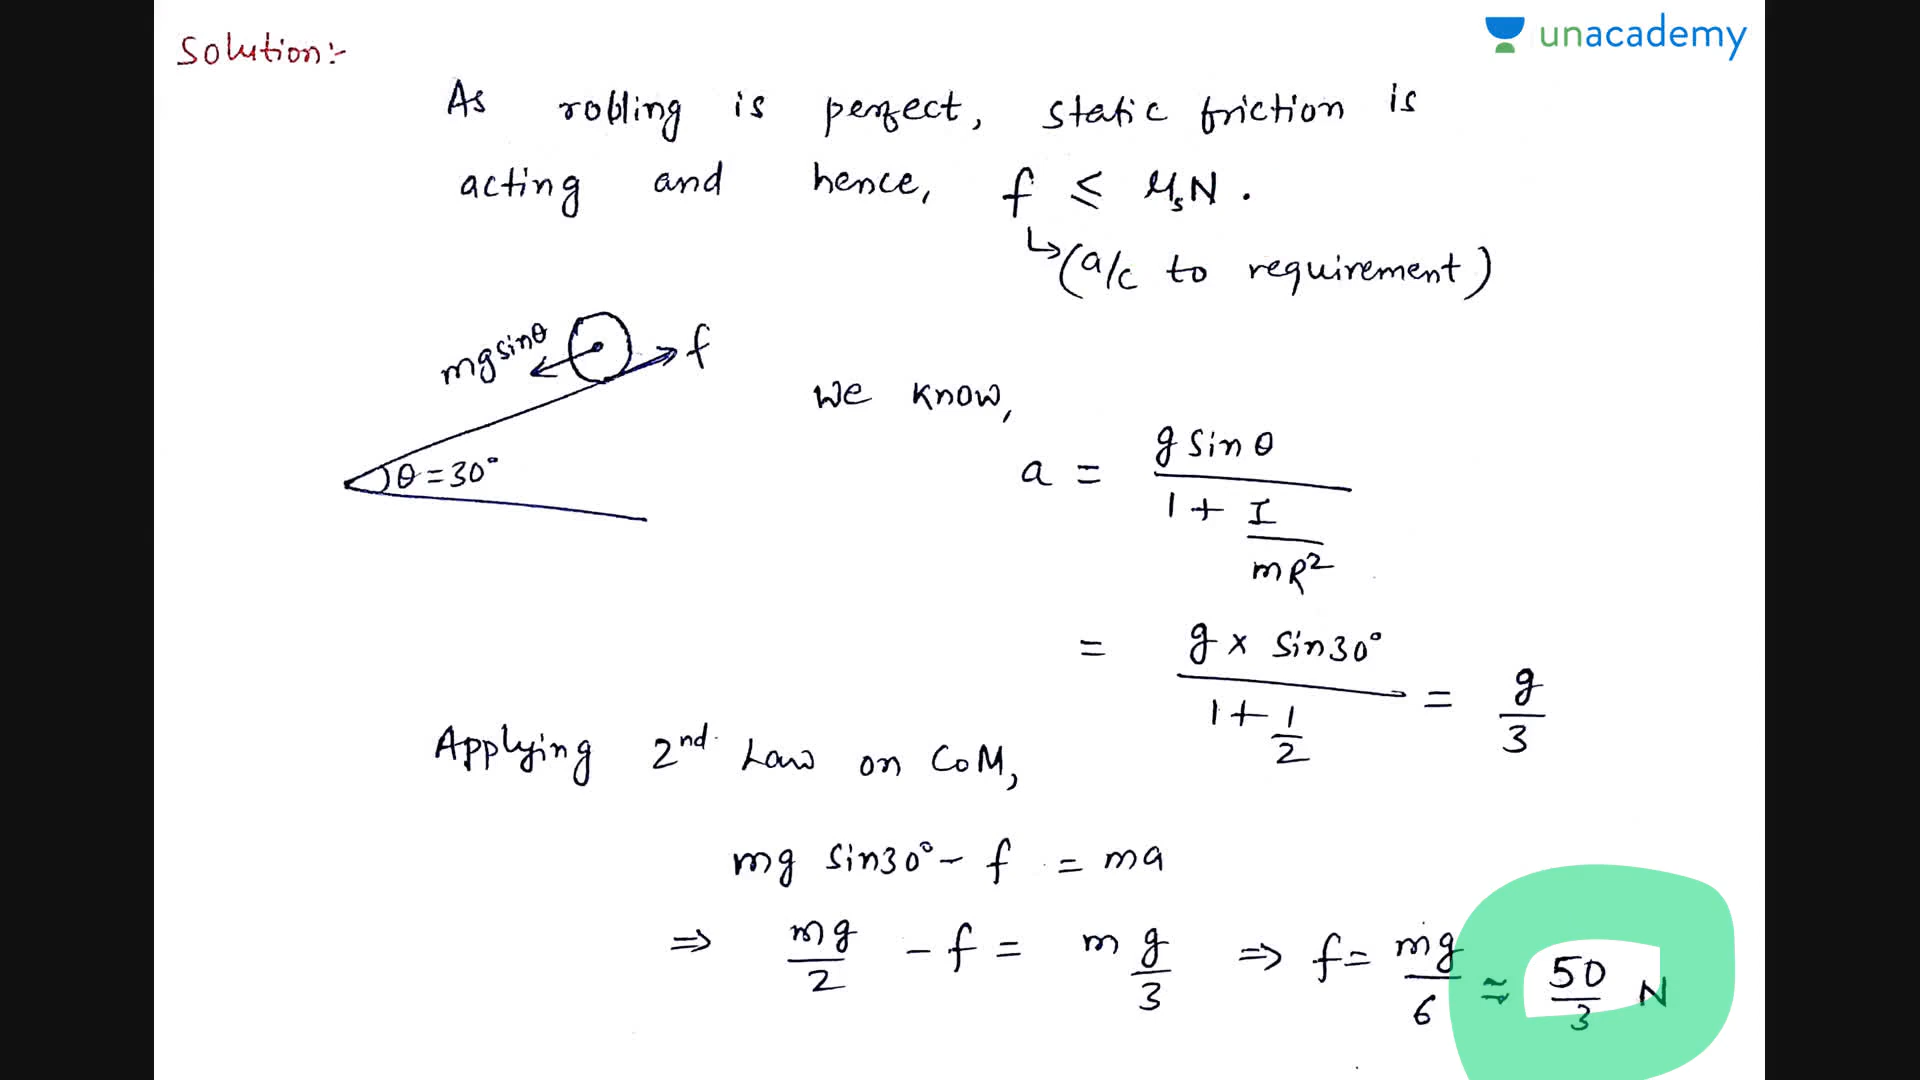 Solution:-
unacademy
As rolling is perfect, static friction is
acting and hence, f ≤ μsN.
↳(a/c to requirement)
mg sinθ
f
θ = 30°
We know,
a = g sinθ / (1 + I/mR²)
= g × sin30° / (1 + 1/2) = g/3
Applying 2nd Law on CoM,
mg sin30° - f = ma
⇒ mg/2 - f = m g/3 ⇒ f = mg/6 ≈ 50/3 N